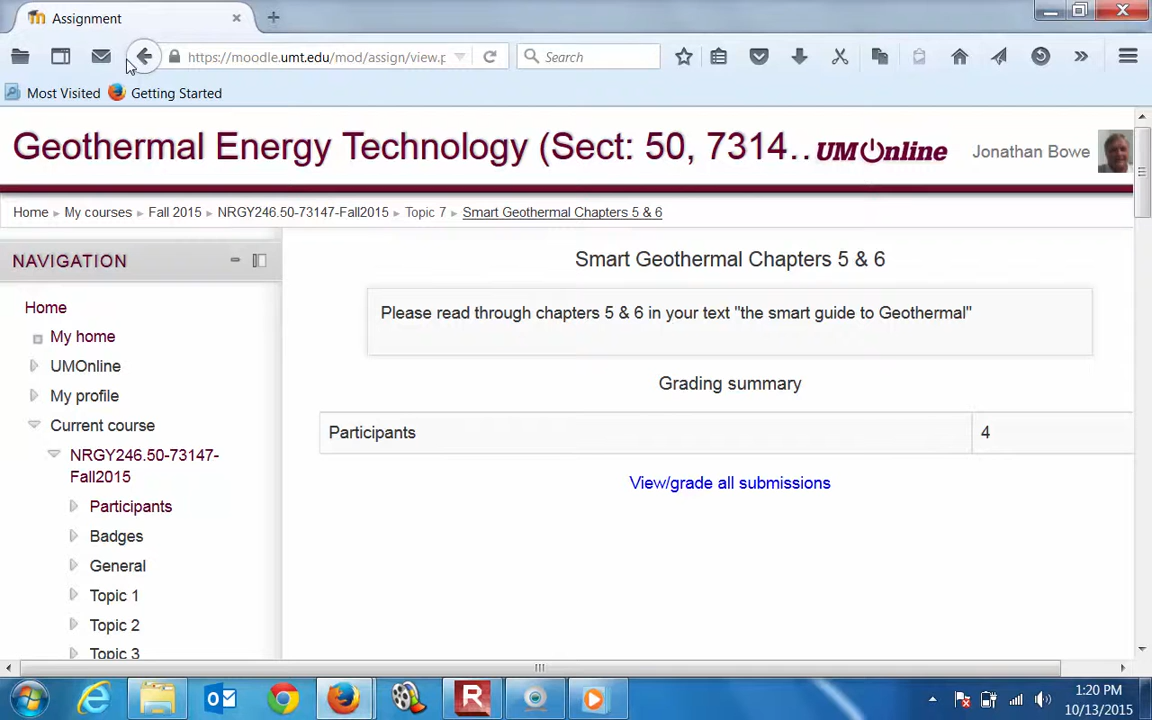 Assignment
https://moodle.umt.edu/mod/assign/view.p
Search
Most Visited
Getting Started
Geothermal Energy Technology (Sect: 50, 7314…
UMOnline
Jonathan Bowe
Home ▸ My courses ▸ Fall 2015 ▸ NRGY246.50-73147-Fall2015 ▸ Topic 7 ▸ Smart Geothermal Chapters 5 & 6
NAVIGATION
Home
My home
UMOnline
My profile
Current course
NRGY246.50-73147-
Fall2015
Participants
Badges
General
Topic 1
Topic 2
Topic 3
Smart Geothermal Chapters 5 & 6
Please read through chapters 5 & 6 in your text "the smart guide to Geothermal"
Grading summary
Participants 4
View/grade all submissions
1:20 PM
10/13/2015